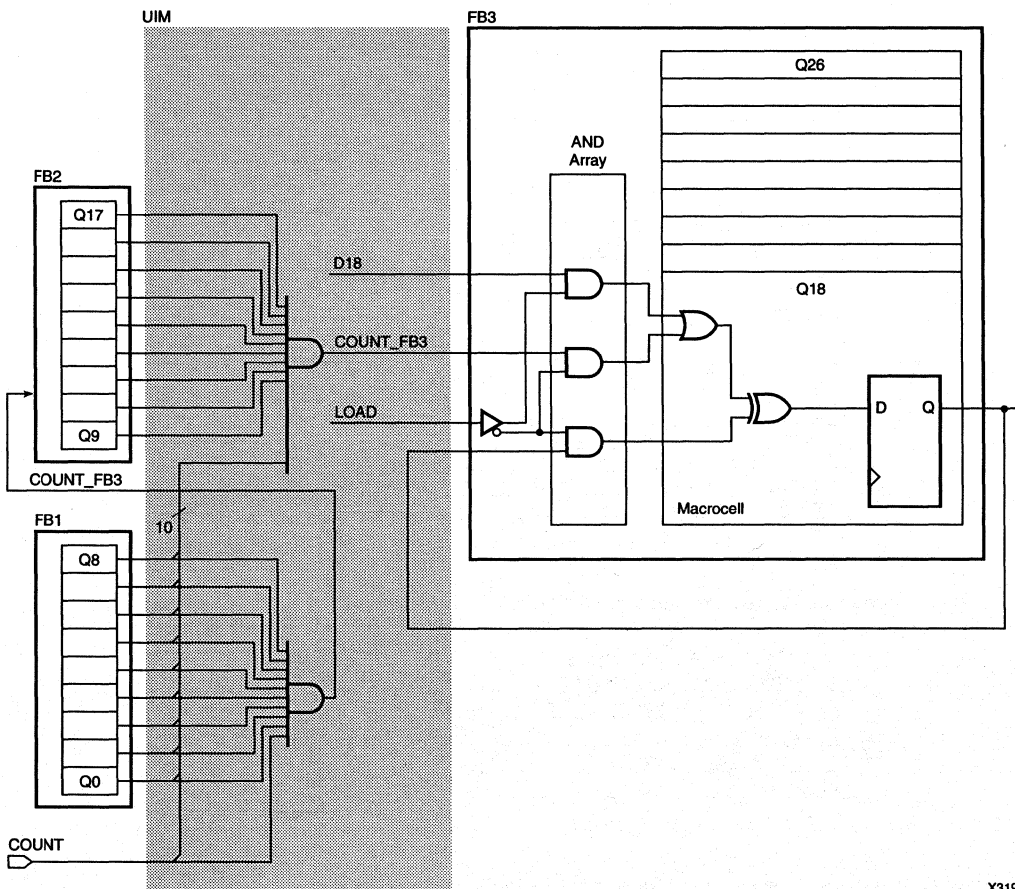 UIM
FB3
Q26
AND
Array
FB2
Q17
D18
Q18
COUNT_FB3
LOAD
D Q
Q9
COUNT_FB3
Macrocell
FB1
10
Q8
Q0
COUNT